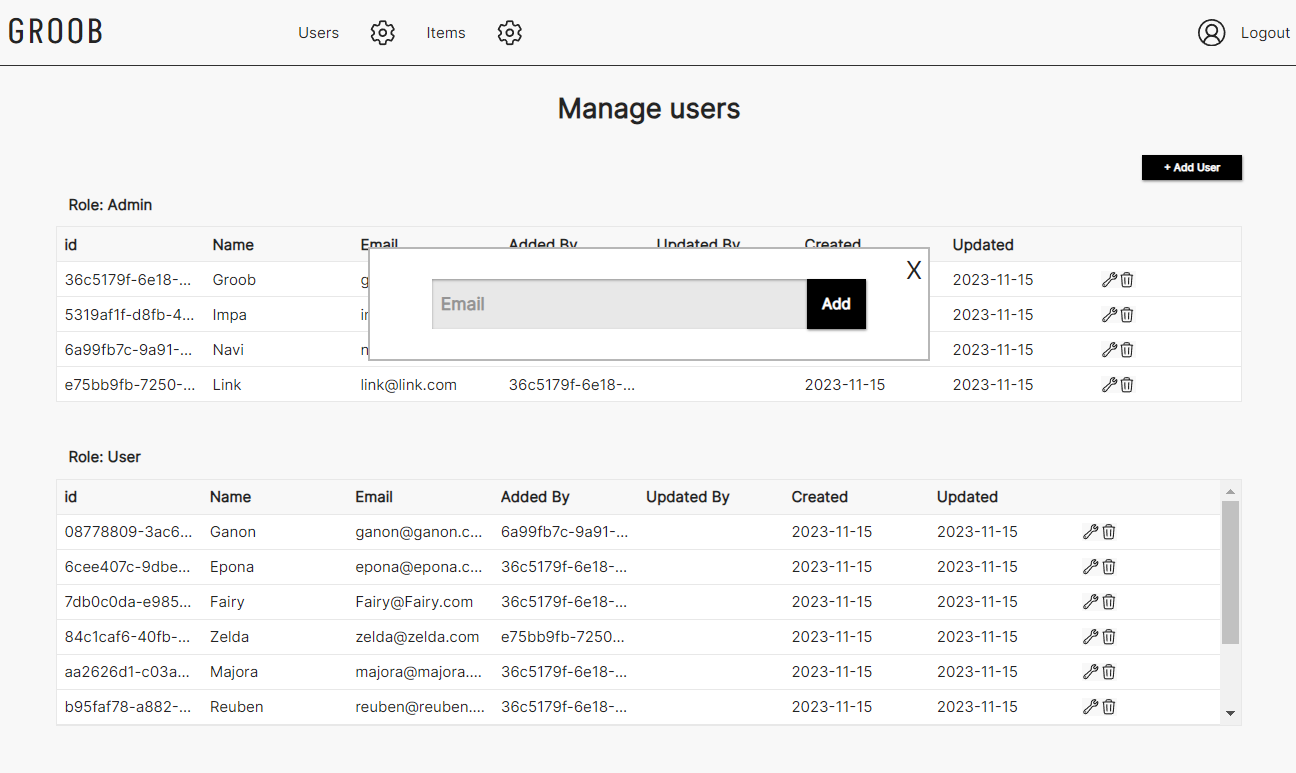 GROOB Users Items Logout
Manage users
+ Add User
Role: Admin
id Name Email Added By Updated By Created Updated
X
36c5179f-6e18-... Groob 2023-11-15
Email Add
5319af1f-d8fb-4... Impa 2023-11-15
6a99fb7c-9a91-... Navi 2023-11-15
e75bb9fb-7250-... Link link@link.com 36c5179f-6e18-... 2023-11-15 2023-11-15
Role: User
id Name Email Added By Updated By Created Updated
08778809-3ac6... Ganon ganon@ganon.c... 6a99fb7c-9a91-... 2023-11-15 2023-11-15
6cee407c-9dbe... Epona epona@epona.c... 36c5179f-6e18-... 2023-11-15 2023-11-15
7db0c0da-e985... Fairy Fairy@Fairy.com 36c5179f-6e18-... 2023-11-15 2023-11-15
84c1caf6-40fb-... Zelda zelda@zelda.com e75bb9fb-7250... 2023-11-15 2023-11-15
aa2626d1-c03a... Majora majora@majora.... 36c5179f-6e18-... 2023-11-15 2023-11-15
b95faf78-a882-... Reuben reuben@reuben.... 36c5179f-6e18-... 2023-11-15 2023-11-15